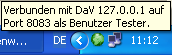 Verbunden mit DaV 127.0.0.1 auf
Port 8083 als Benutzer Tester.
DE
11:12